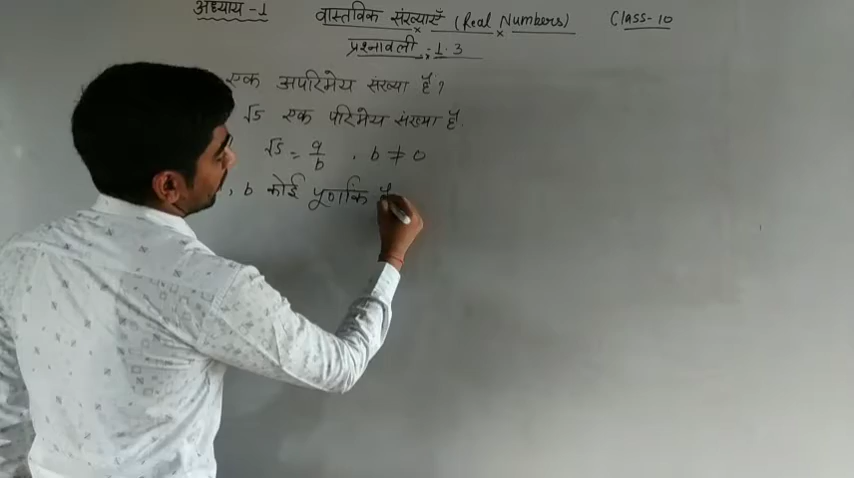 अध्याय -1 वास्तविक संख्याएँ (Real Numbers) Class-10
प्रश्नावली :- 1.3
एक अपरिमेय संख्या है?
√5 एक परिमेय संख्या है.
√5 = a/b , b ≠ 0
, b कोई पूर्णांक